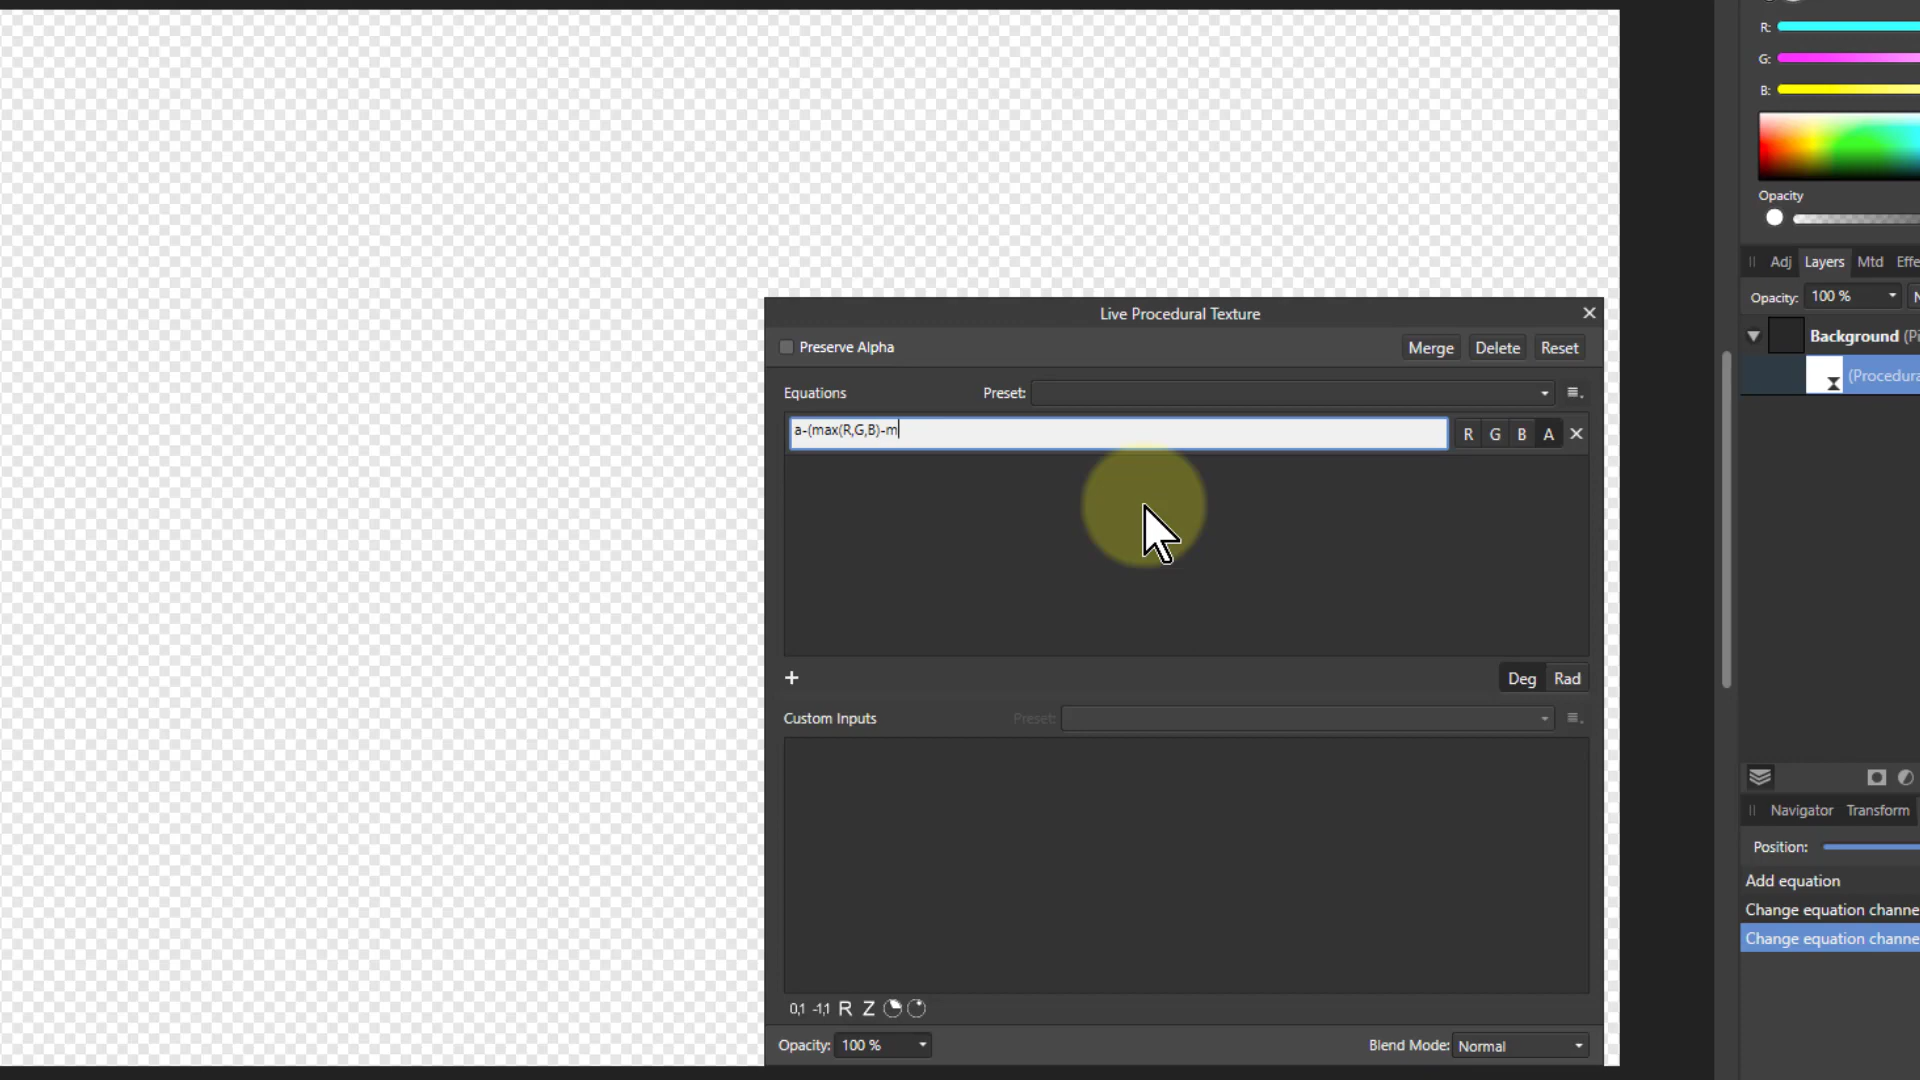 Live Procedural Texture
Preserve Alpha
Merge
Delete
Reset
Equations
Preset:
a-(max(R,G,B)-m
R G B A
Deg Rad
Custom Inputs
Preset:
0,1 -1,1 R Z
Opacity: 100 %
Blend Mode: Normal
R:
G:
B:
Opacity
Adj Layers Mtd Effe
Opacity: 100 %
Background (Pi
(Procedura
Navigator Transform
Position:
Add equation
Change equation channe
Change equation channe